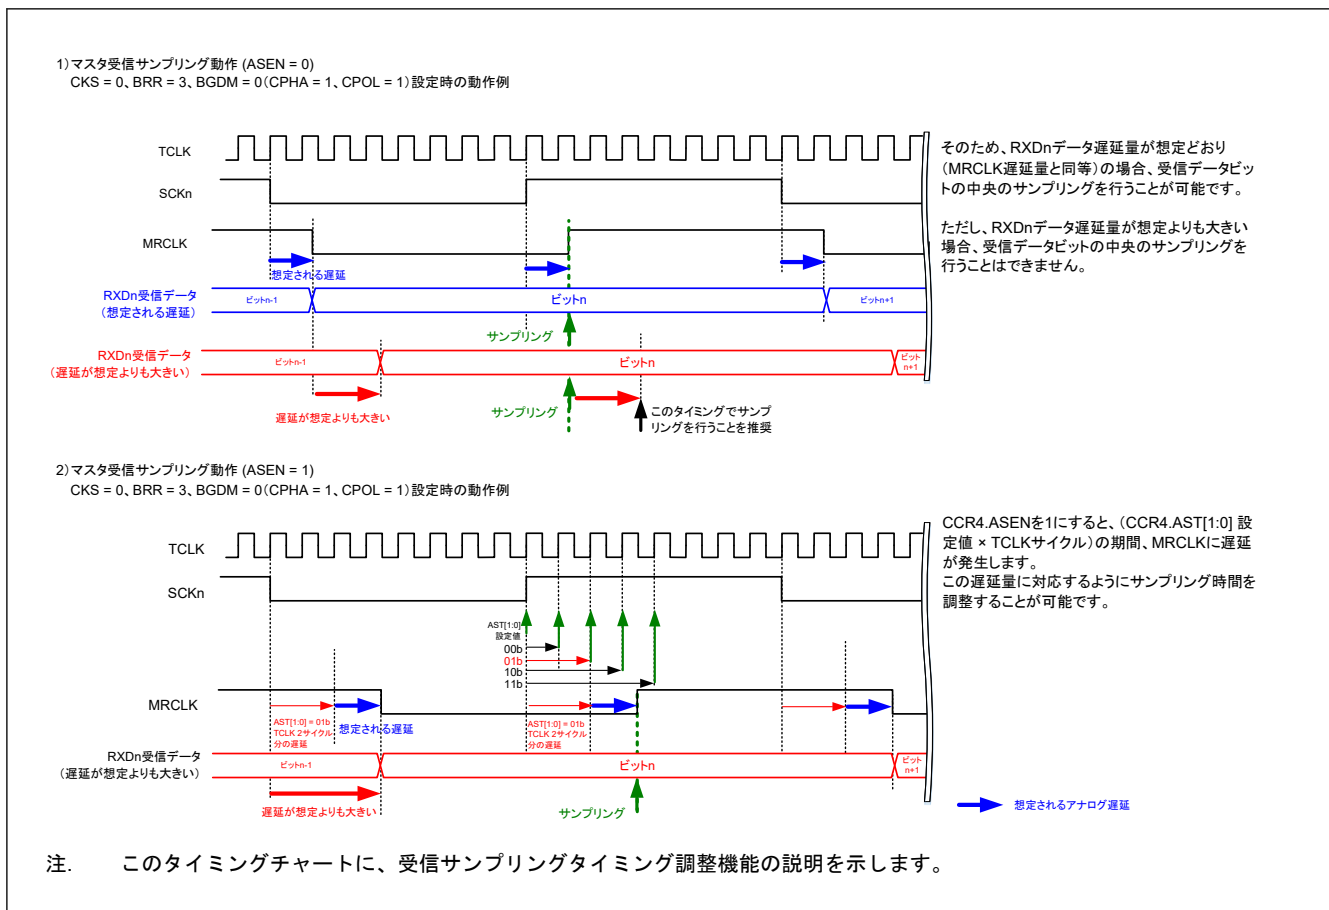 1）マスタ受信サンプリング動作 (ASEN = 0)
CKS = 0、BRR = 3、BGDM = 0（CPHA = 1、CPOL = 1）設定時の動作例
TCLK
SCKn
MRCLK
想定される遅延
RXDn受信データ
（想定される遅延）
ビットn-1
ビットn
ビットn+1
サンプリング
RXDn受信データ
（遅延が想定よりも大きい）
ビットn-1
ビットn
ビット
n+1
遅延が想定よりも大きい
サンプリング
このタイミングでサンプ
リングを行うことを推奨
そのため、RXDnデータ遅延量が想定どおり
（MRCLK遅延量と同等）の場合、受信データビッ
トの中央のサンプリングを行うことが可能です。
ただし、RXDnデータ遅延量が想定よりも大きい
場合、受信データビットの中央のサンプリングを
行うことはできません。
2）マスタ受信サンプリング動作 (ASEN = 1)
CKS = 0、BRR = 3、BGDM = 0（CPHA = 1、CPOL = 1）設定時の動作例
TCLK
SCKn
AST[1:0]
設定値
00b
01b
10b
11b
MRCLK
AST[1:0] = 01b
TCLK 2サイクル
分の遅延
想定される遅延
AST[1:0] = 01b
TCLK 2サイクル
分の遅延
RXDn受信データ
（遅延が想定よりも大きい）
ビットn-1
ビットn
ビット
n+1
遅延が想定よりも大きい
サンプリング
CCR4.ASENを1にすると、（CCR4.AST[1:0] 設
定値 × TCLKサイクル）の期間、MRCLKに遅延
が発生します。
この遅延量に対応するようにサンプリング時間を
調整することが可能です。
想定されるアナログ遅延
注. このタイミングチャートに、受信サンプリングタイミング調整機能の説明を示します。